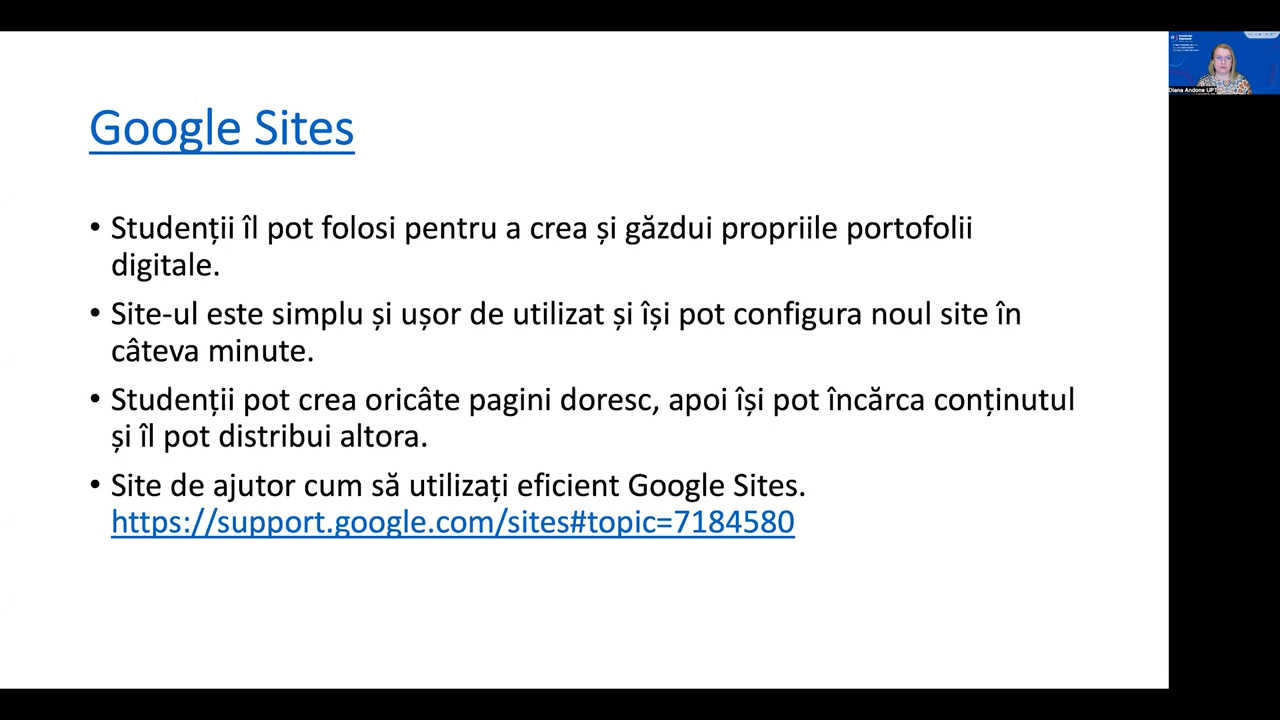 Google Sites
• Studenții îl pot folosi pentru a crea și găzdui propriile portofolii
digitale.
• Site-ul este simplu și ușor de utilizat și își pot configura noul site în
câteva minute.
• Studenții pot crea oricâte pagini doresc, apoi își pot încărca conținutul
și îl pot distribui altora.
• Site de ajutor cum să utilizați eficient Google Sites.
https://support.google.com/sites#topic=7184580
Diana Andone UPT